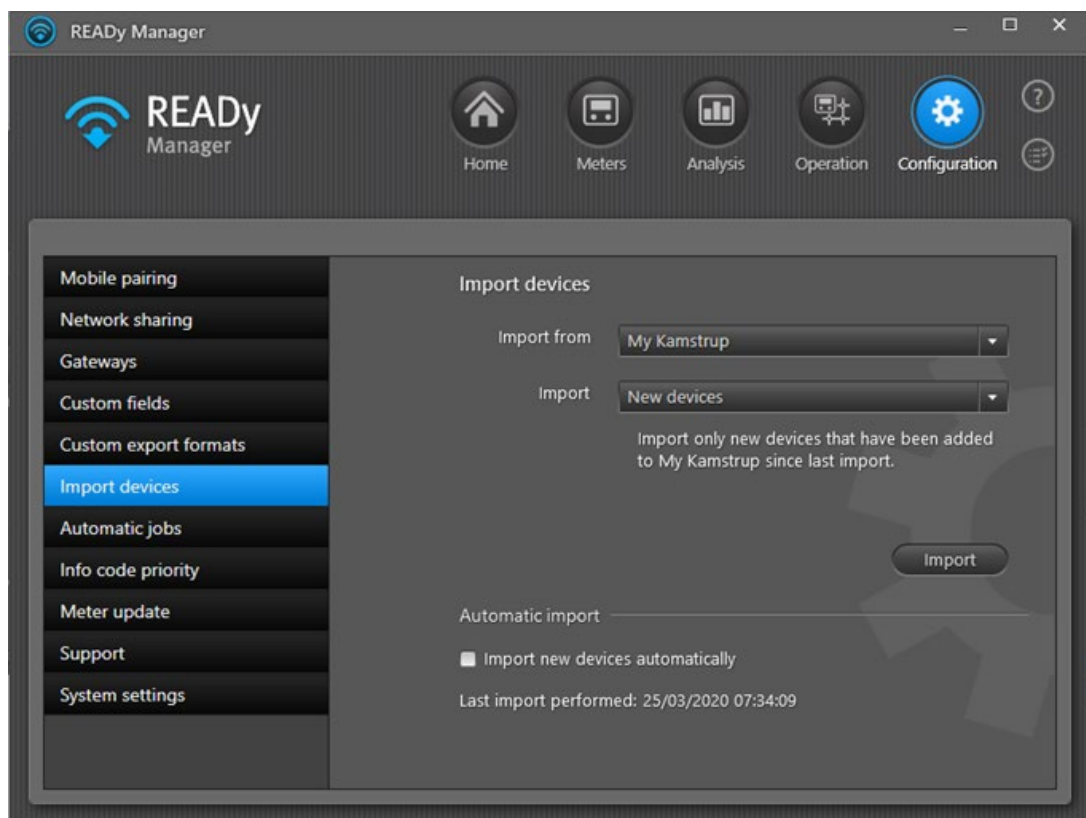 READy Manager
READy
Manager
Home
Meters
Analysis
Operation
Configuration
?
Mobile pairing
Network sharing
Gateways
Custom fields
Custom export formats
Import devices
Automatic jobs
Info code priority
Meter update
Support
System settings
Import devices
Import from My Kamstrup
Import New devices
Import only new devices that have been added
to My Kamstrup since last import.
Import
Automatic import
Import new devices automatically
Last import performed: 25/03/2020 07:34:09